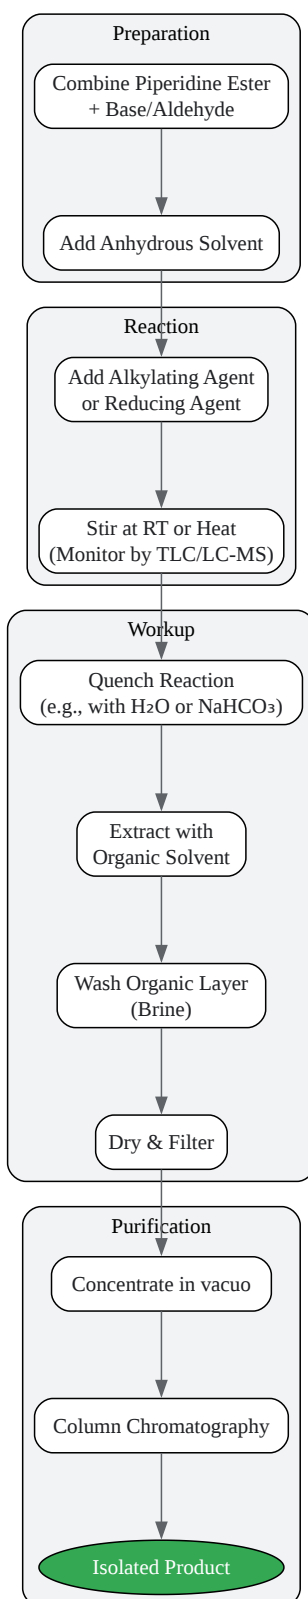 Preparation
Combine Piperidine Ester
+ Base/Aldehyde
Add Anhydrous Solvent
Reaction
Add Alkylating Agent
or Reducing Agent
Stir at RT or Heat
(Monitor by TLC/LC-MS)
Workup
Quench Reaction
(e.g., with H₂O or NaHCO₃)
Extract with
Organic Solvent
Wash Organic Layer
(Brine)
Dry & Filter
Purification
Concentrate in vacuo
Column Chromatography
Isolated Product